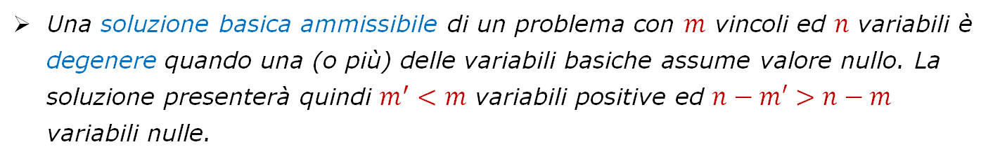 ➢ Una soluzione basica ammissibile di un problema con m vincoli ed n variabili è
degenere quando una (o più) delle variabili basiche assume valore nullo. La
soluzione presenterà quindi m′ < m variabili positive ed n − m′ > n − m
variabili nulle.